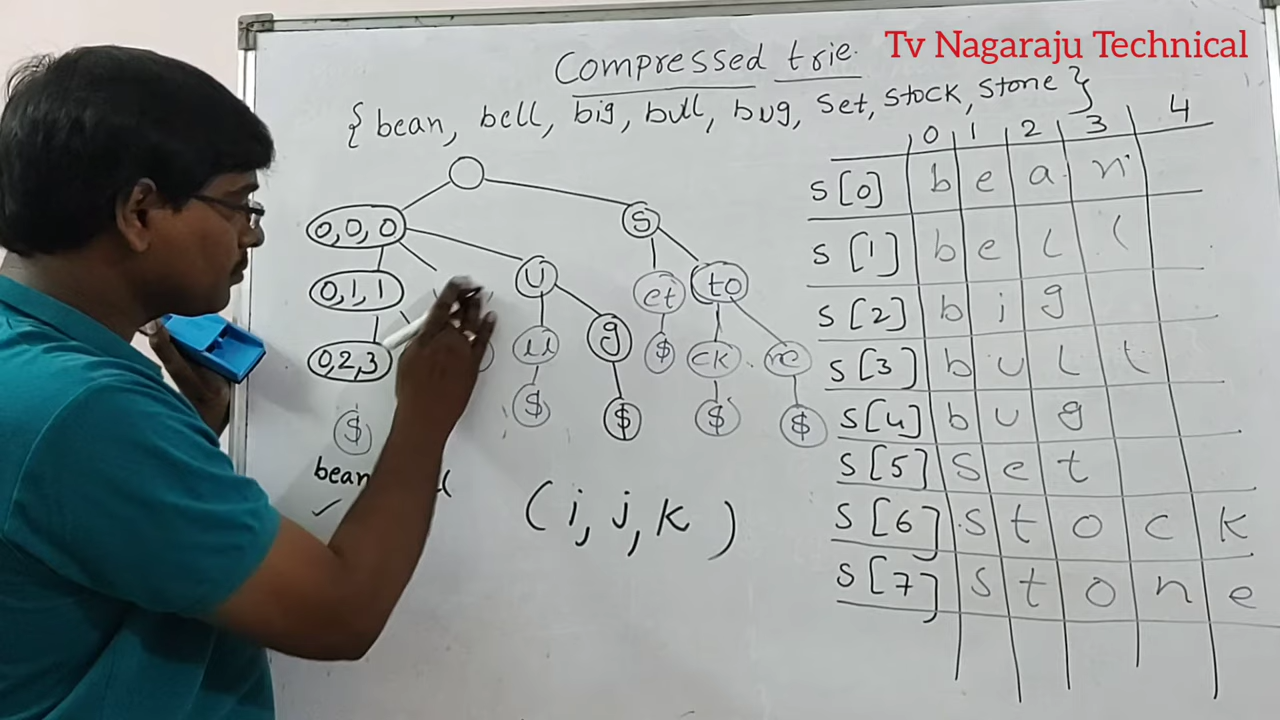 Tv Nagaraju Technical
Compressed trie.
{bean, bell, big, bull, bug, set, stock, stone}
0 1 2 3 4
S[0] b e a n
S[1] b e l l
S[2] b i g
S[3] b u l l
S[4] b u g
S[5] s e t
S[6] s t o c k
S[7] s t o n e
0,0,0 S
0,1,1 u et to
0,2,3 ll g $ ck ne
$ $ $ $ $
bean
(i, j, k)